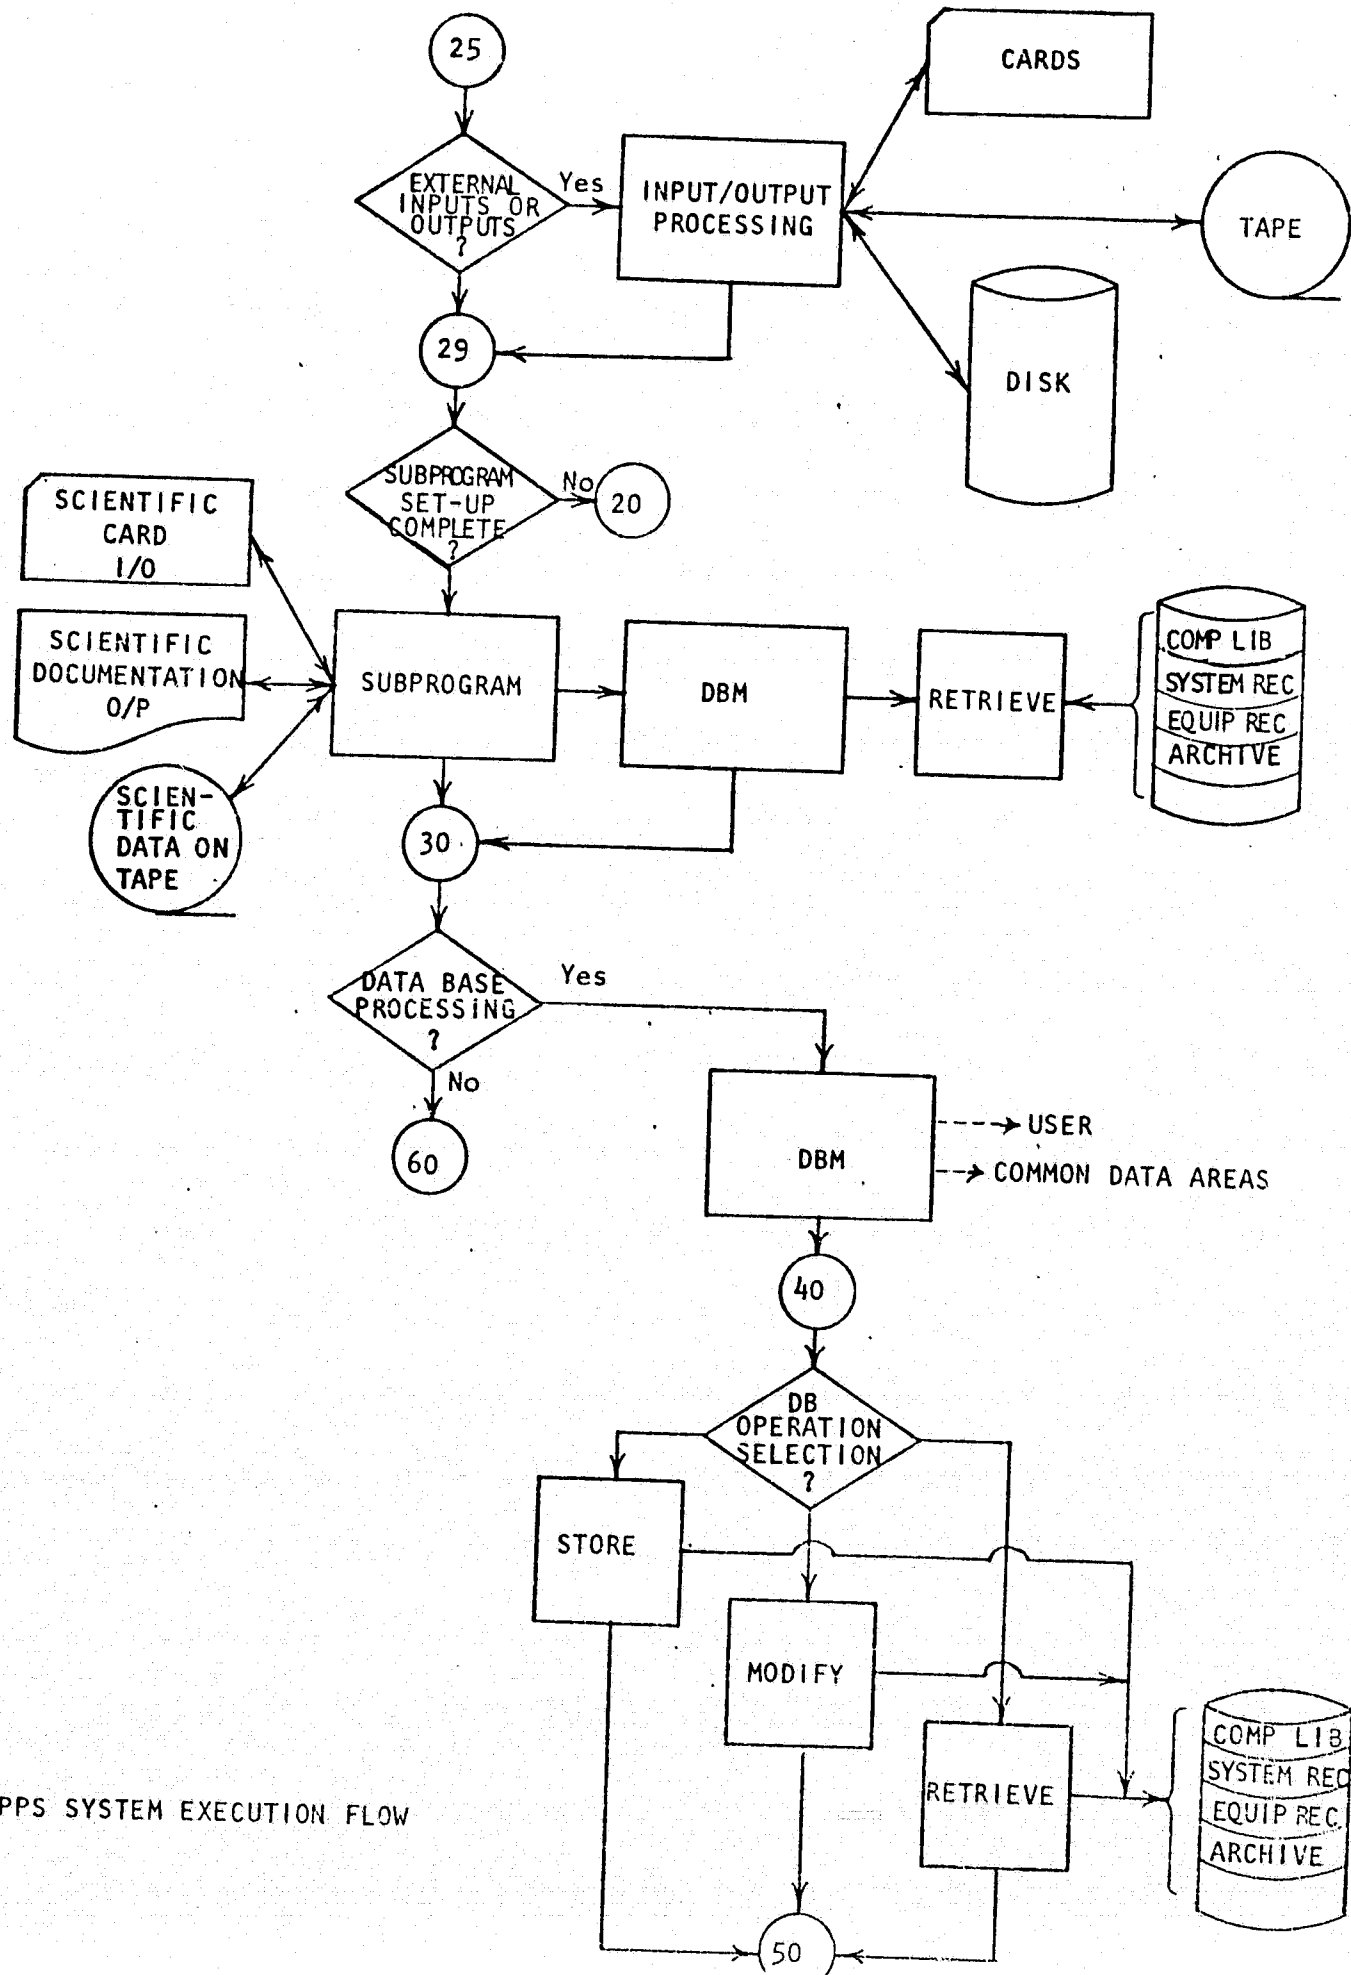 25
CARDS
EXTERNAL
INPUTS OR
OUTPUTS
?
Yes
INPUT/OUTPUT
PROCESSING
TAPE
29
DISK
SUBPROGRAM
SET-UP
COMPLETE
?
No
20
SCIENTIFIC
CARD
I/O
SCIENTIFIC
DOCUMENTATION
O/P
SCIEN-
TIFIC
DATA ON
TAPE
SUBPROGRAM
DBM
RETRIEVE
COMP LIB
SYSTEM REC
EQUIP REC
ARCHIVE
30
DATA BASE
PROCESSING
?
Yes
No
60
DBM
USER
COMMON DATA AREAS
40
DB
OPERATION
SELECTION
?
STORE
MODIFY
RETRIEVE
COMP LIB
SYSTEM REC
EQUIP REC
ARCHIVE
PPS SYSTEM EXECUTION FLOW
50